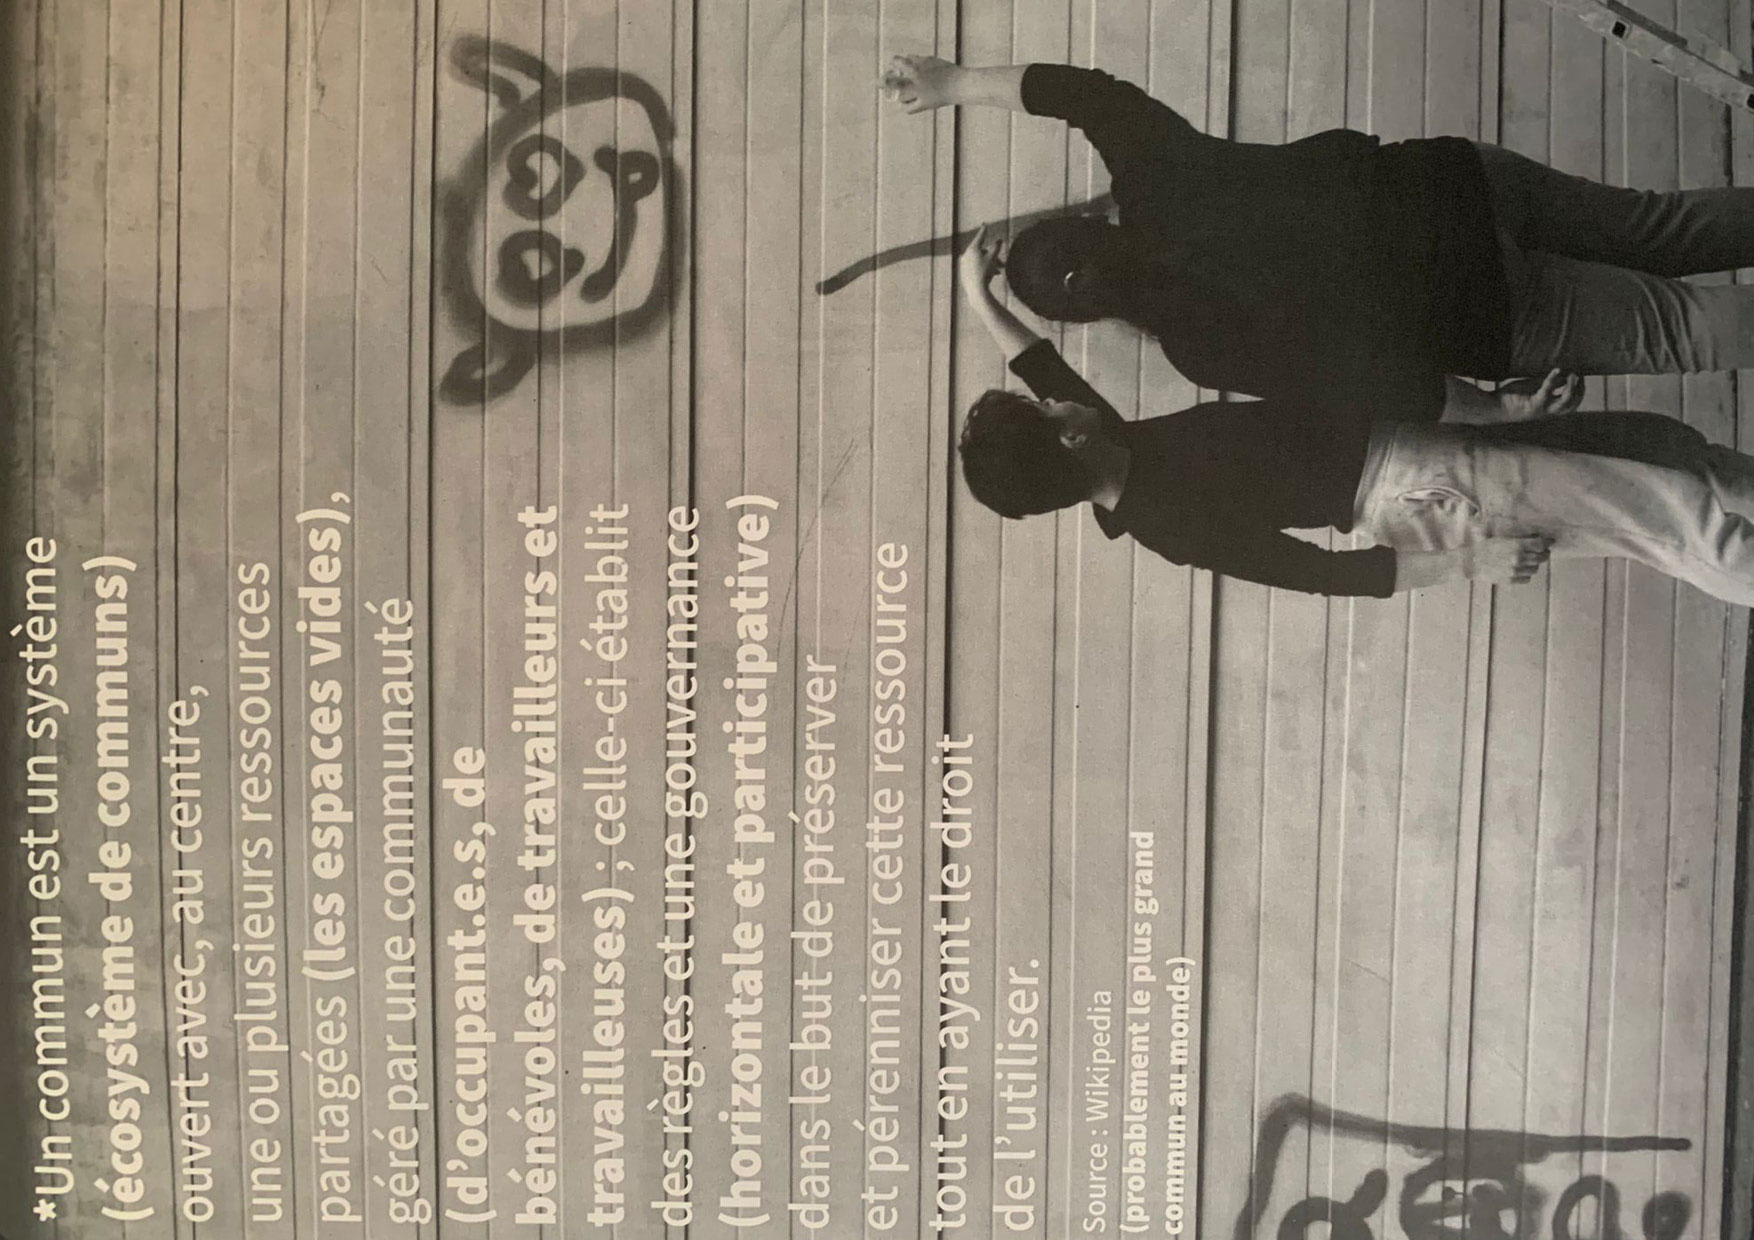 *Un commun est un système
(écosystème de communs)
ouvert avec, au centre,
une ou plusieurs ressources
partagées (les espaces vides),
géré par une communauté
(d'occupant.e.s, de
bénévoles, de travailleurs et
travailleuses) ; celle-ci établit
des règles et une gouvernance
(horizontale et participative)
dans le but de préserver
et pérenniser cette ressource
tout en ayant le droit
de l'utiliser.
Source : Wikipedia
(probablement le plus grand
commun au monde)